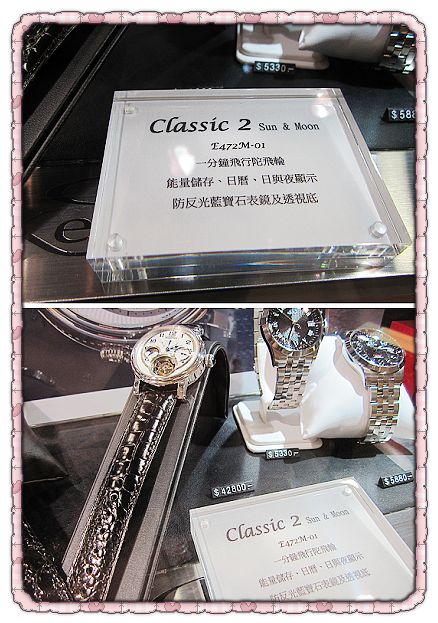 $5330.-
$588
Classic 2 Sun & Moon
E472M-01
一分鐘飛行陀飛輪
能量儲存、日曆、日與夜顯示
防反光藍寶石表鏡及透視底
$5330.-
$42800.-
$5880.-
Classic 2 Sun & Moon
E472M-01
一分鐘飛行陀飛輪
能量儲存、日曆、日與夜顯示
防反光藍寶石表鏡及透視底